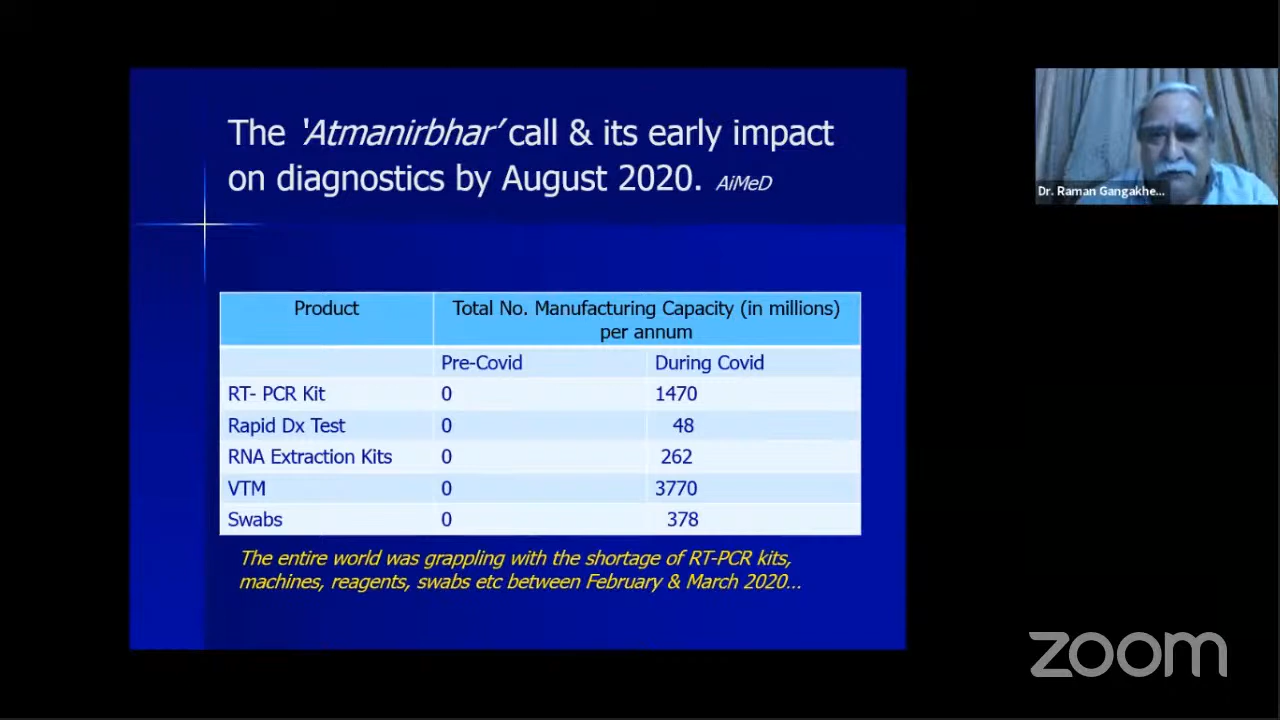 The 'Atmanirbhar' call & its early impact
on diagnostics by August 2020. AiMeD
Product Total No. Manufacturing Capacity (in millions)
per annum
Pre-Covid During Covid
RT- PCR Kit 0 1470
Rapid Dx Test 0 48
RNA Extraction Kits 0 262
VTM 0 3770
Swabs 0 378
The entire world was grappling with the shortage of RT-PCR kits,
machines, reagents, swabs etc between February & March 2020...
Dr. Raman Gangakhe...
zoom